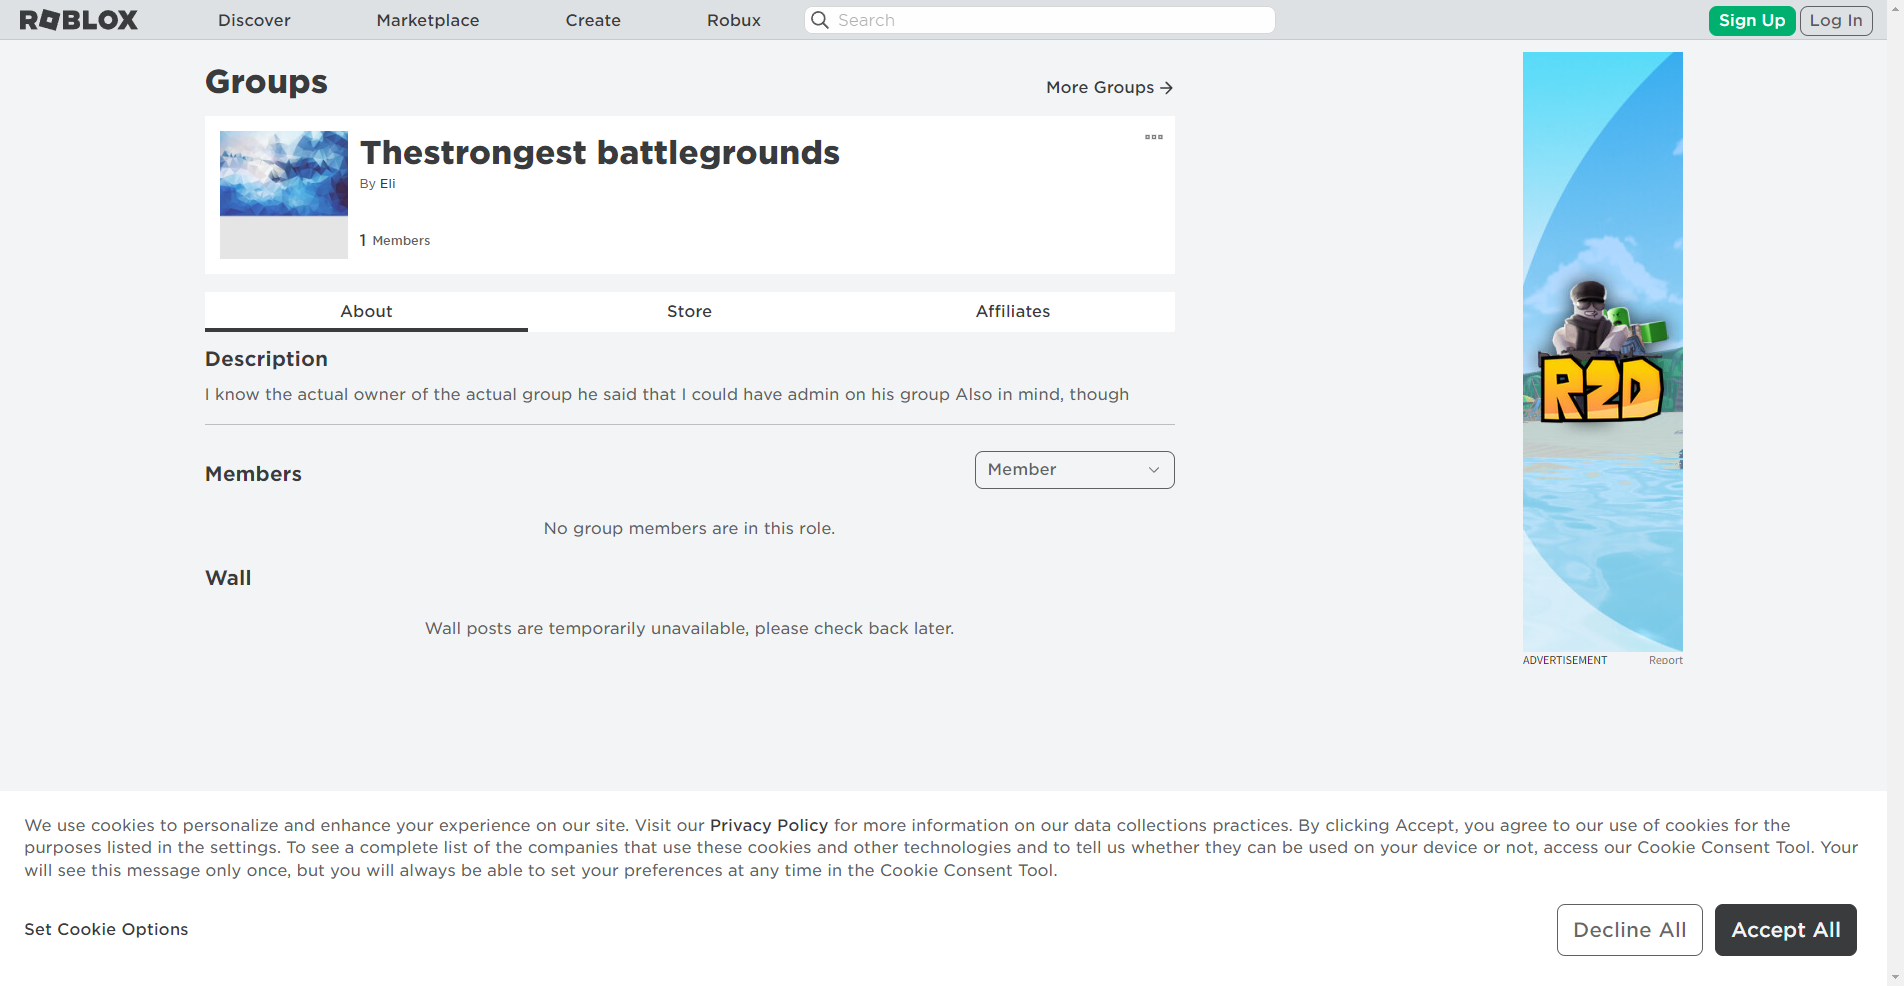 ROBLOX
Discover
Marketplace
Create
Robux
Search
Sign Up
Log In
Groups
More Groups →
Thestrongest battlegrounds
By Eli
1 Members
About
Store
Affiliates
Description
I know the actual owner of the actual group he said that I could have admin on his group Also in mind, though
Members
Member
No group members are in this role.
Wall
Wall posts are temporarily unavailable, please check back later.
R2D
ADVERTISEMENT
Report
We use cookies to personalize and enhance your experience on our site. Visit our Privacy Policy for more information on our data collections practices. By clicking Accept, you agree to our use of cookies for the
purposes listed in the settings. To see a complete list of the companies that use these cookies and other technologies and to tell us whether they can be used on your device or not, access our Cookie Consent Tool. Your
will see this message only once, but you will always be able to set your preferences at any time in the Cookie Consent Tool.
Set Cookie Options
Decline All
Accept All